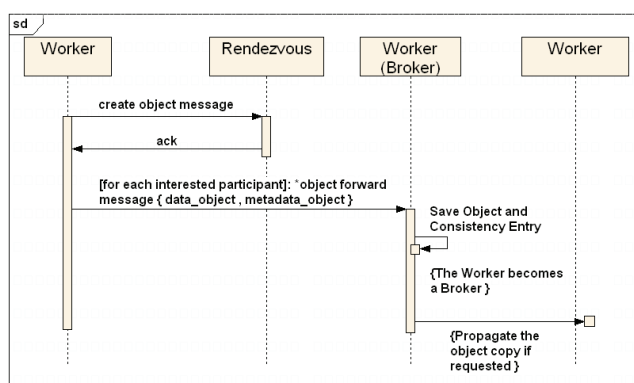 sd
Worker
Rendezvous
Worker
(Broker)
Worker
create object message
ack
[for each interested participant]: *object forward
message { data_object , metadata_object }
Save Object and
Consistency Entry
{The Worker becomes
a Broker }
{Propagate the
object copy if
requested }